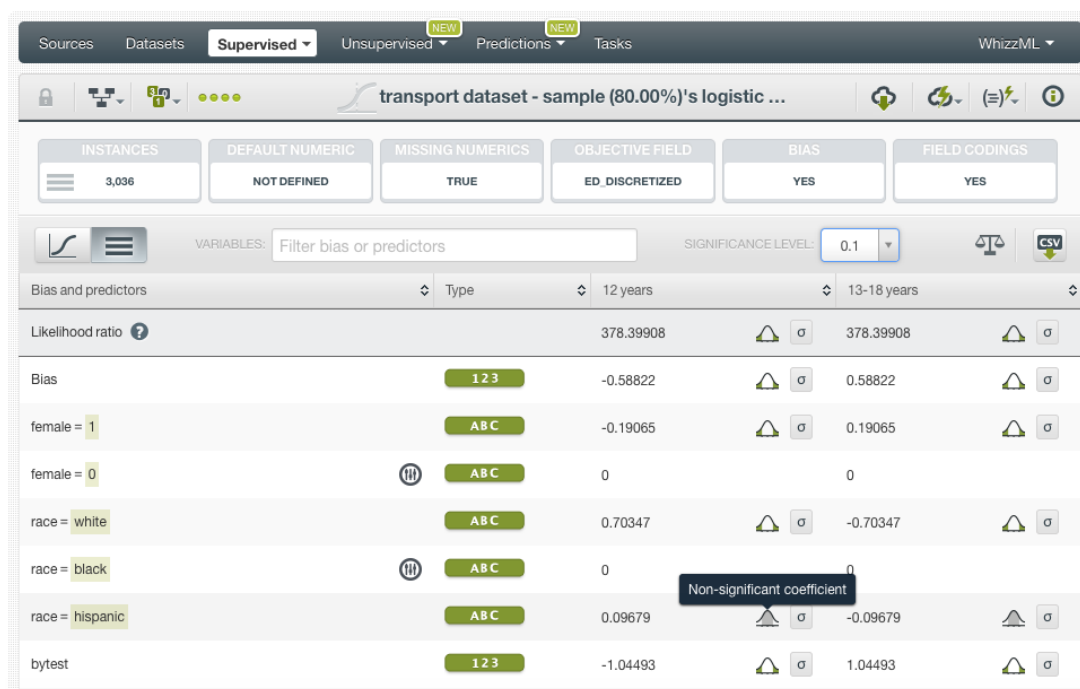 NEW NEW
Sources Datasets Supervised Unsupervised Predictions Tasks WhizzML
transport dataset - sample (80.00%)'s logistic ...
INSTANCES DEFAULT NUMERIC MISSING NUMERICS OBJECTIVE FIELD BIAS FIELD CODINGS
3,036 NOT DEFINED TRUE ED_DISCRETIZED YES YES
VARIABLES: Filter bias or predictors SIGNIFICANCE LEVEL: 0.1 CSV
Bias and predictors Type 12 years 13-18 years
Likelihood ratio ? 378.39908 σ 378.39908 σ
Bias 123 -0.58822 σ 0.58822 σ
female = 1 ABC -0.19065 σ 0.19065 σ
female = 0 ABC 0 0
race = white ABC 0.70347 σ -0.70347 σ
race = black ABC 0 0
Non-significant coefficient
race = hispanic ABC 0.09679 σ -0.09679 σ
bytest 123 -1.04493 σ 1.04493 σ